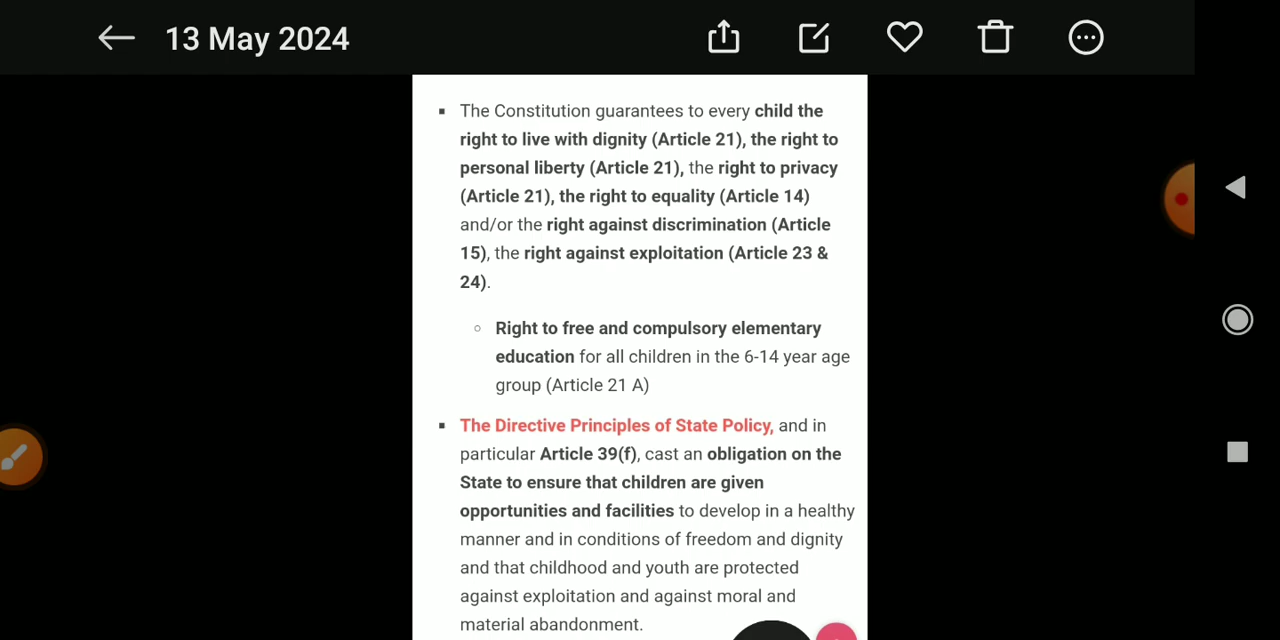 13 May 2024
The Constitution guarantees to every child the
right to live with dignity (Article 21), the right to
personal liberty (Article 21), the right to privacy
(Article 21), the right to equality (Article 14)
and/or the right against discrimination (Article
15), the right against exploitation (Article 23 &
24).
Right to free and compulsory elementary
education for all children in the 6-14 year age
group (Article 21 A)
The Directive Principles of State Policy, and in
particular Article 39(f), cast an obligation on the
State to ensure that children are given
opportunities and facilities to develop in a healthy
manner and in conditions of freedom and dignity
and that childhood and youth are protected
against exploitation and against moral and
material abandonment.